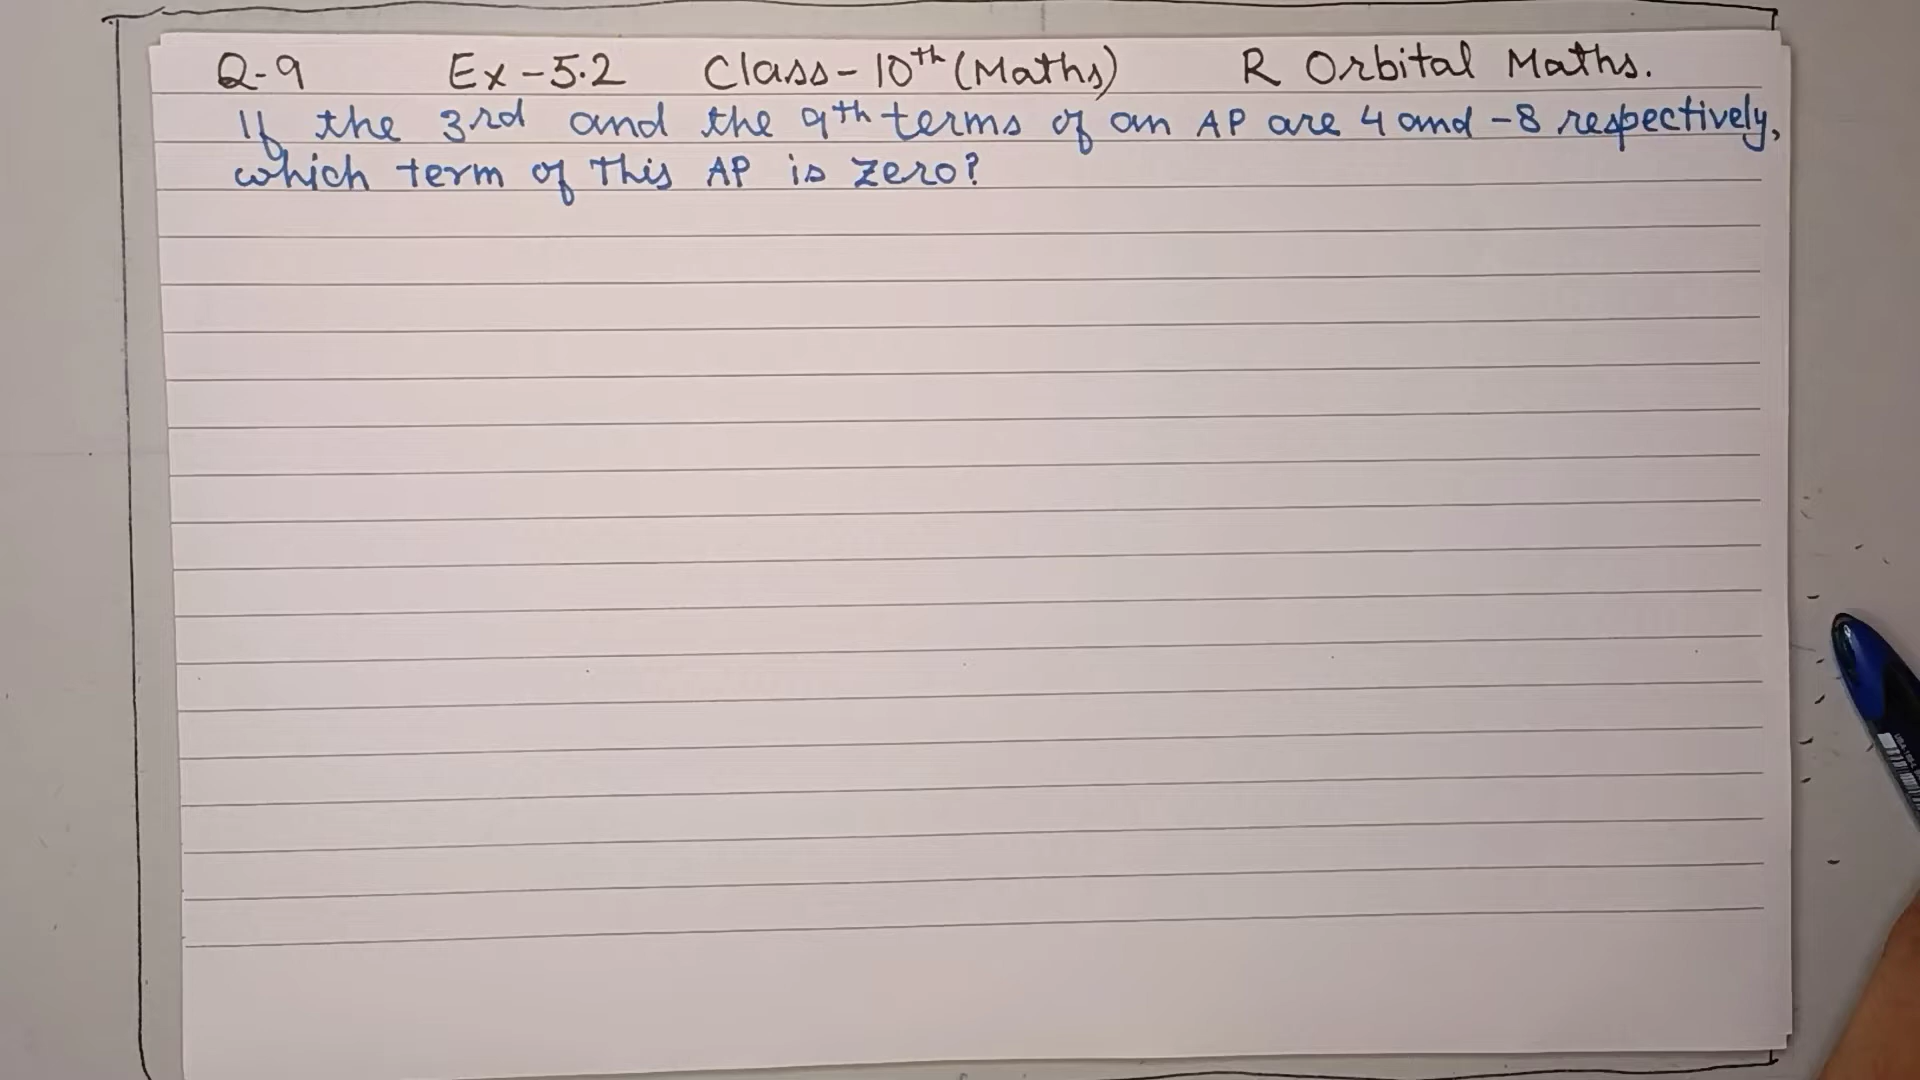 Q-9 Ex-5.2 Class-10th (Maths) R Orbital Maths.
If the 3rd and the 9th terms of an AP are 4 and -8 respectively,
which term of this AP is zero?